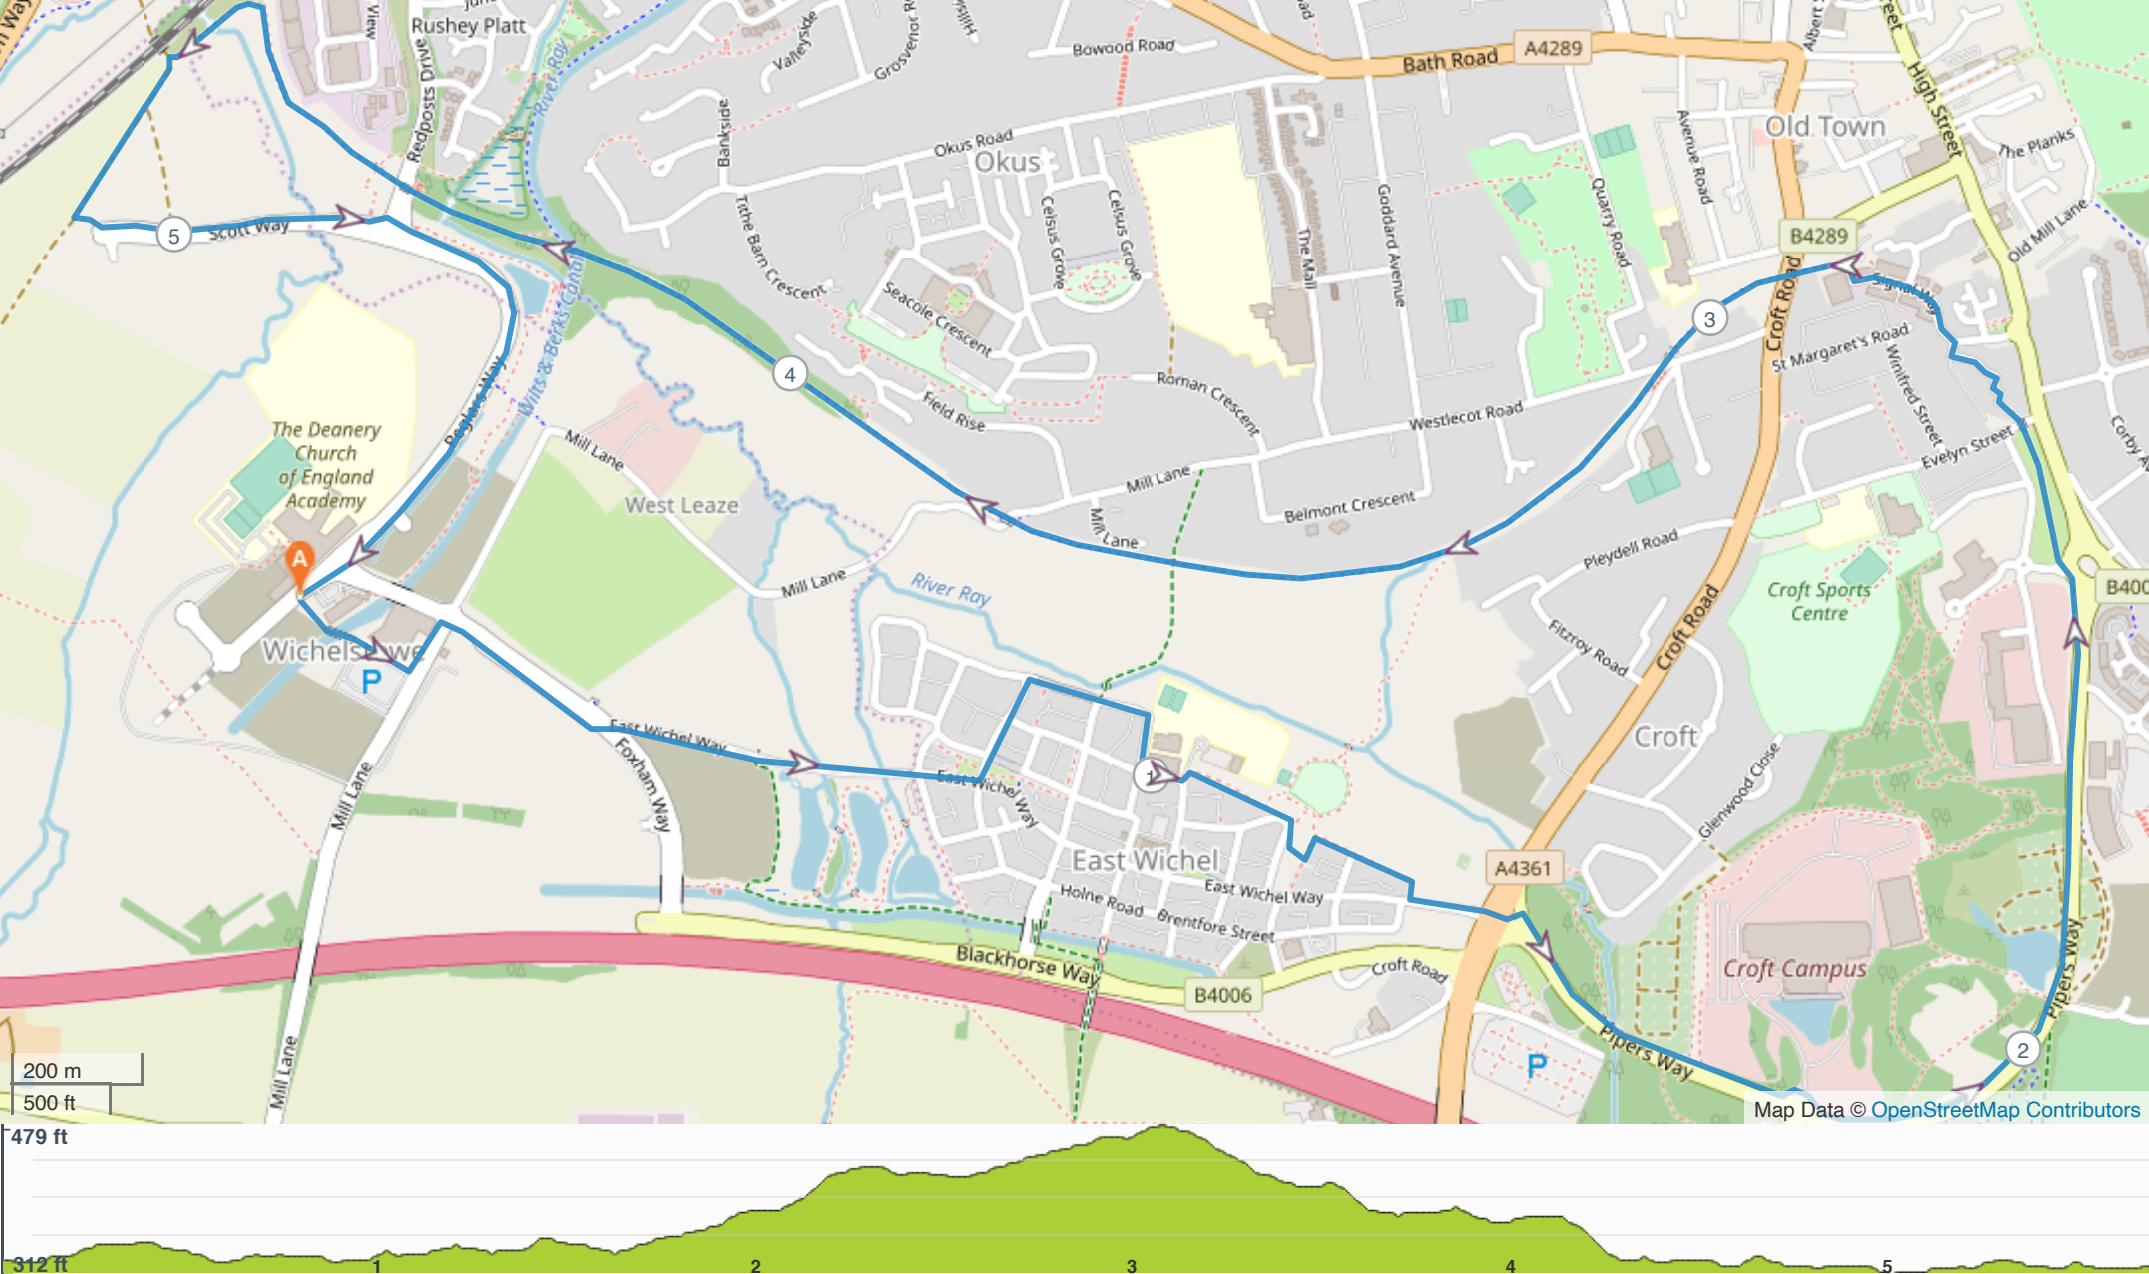 Rushey Platt
View
Redposts Drive
River Ray
Valleyside
Bowood Road
Bath Road
A4289
High Street
Old Town
The Planks
Avenue Road
Bankside
Okus Road
Okus
Celsus Grove
Celsus Grove
The Mall
Goddard Avenue
Quarry Road
B4289
Old Mill Lane
5
Scott Way
Tithe Barn Crescent
Seacole Crescent
Croft Road
Signal Way
3
St Margaret's Road
Winifred Street
Wilts & Berks Canal
4
Roman Crescent
Field Rise
Westlecot Road
Evelyn Street
The Deanery
Church
of England
Academy
Mill Lane
West Leaze
Mill Lane
Mill Lane
Belmont Crescent
Pleydell Road
A
Mill Lane
River Ray
Croft Sports
Centre
Croft Road
Fitzroy Road
P
Croft
East Wichel Way
Foxham Way
Mill Lane
East Wichel Way
1
Glenwood Close
East Wichel
A4361
East Wichel Way
Holne Road
Brentfore Street
Blackhorse Way
B4006
Croft Road
Croft Campus
Pipers Way
Pipers Way
P
2
Mill Lane
200 m
500 ft
Map Data © OpenStreetMap Contributors
479 ft
312 ft
1
2
3
4
5